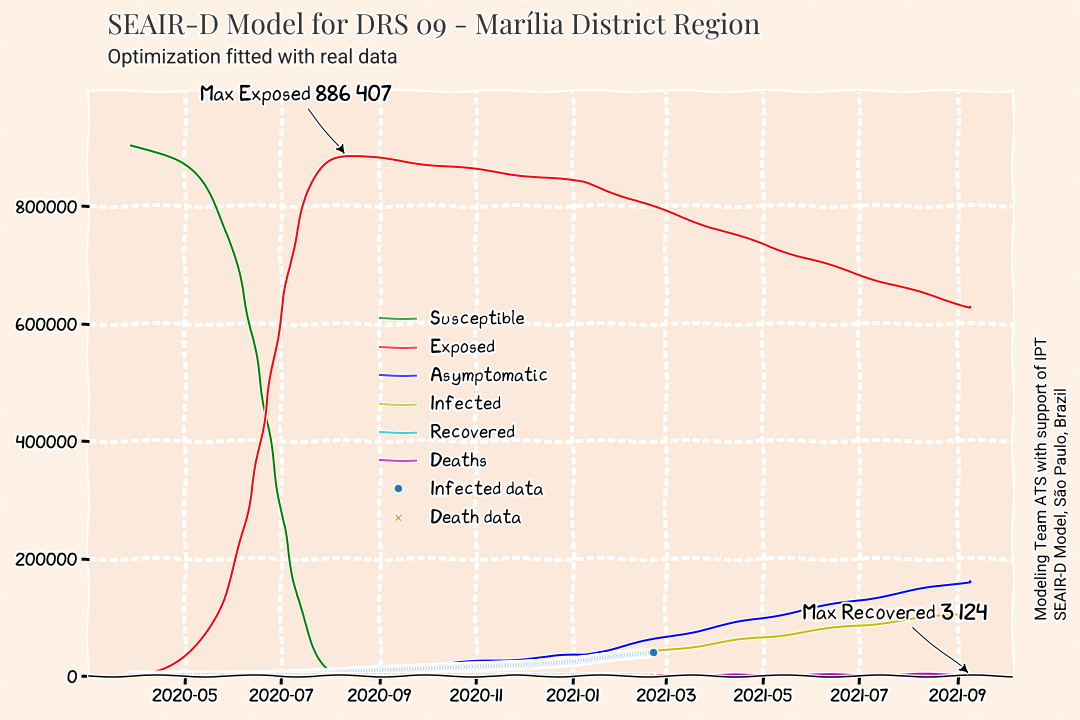 SEAIR-D Model for DRS 09 - Marília District Region
Optimization fitted with real data
Max Exposed 886 407
800000
600000
400000
200000
0
Susceptible
Exposed
Asymptomatic
Infected
Recovered
Deaths
Infected data
Death data
Max Recovered 3 124
2020-05
2020-07
2020-09
2020-11
2021-01
2021-03
2021-05
2021-07
2021-09
Modeling Team ATS with support of IPT
SEAIR-D Model, São Paulo, Brazil